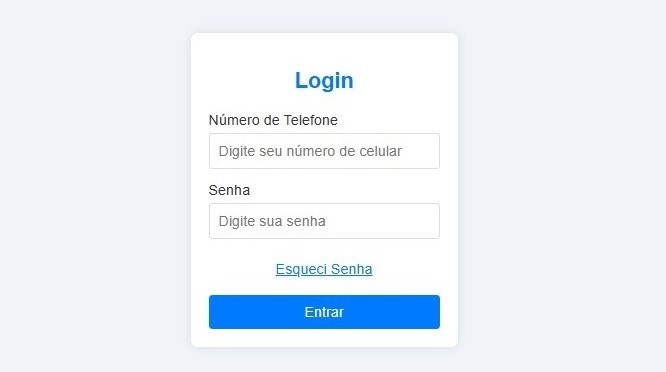 Login
Número de Telefone
Digite seu número de celular
Senha
Digite sua senha
Esqueci Senha
Entrar